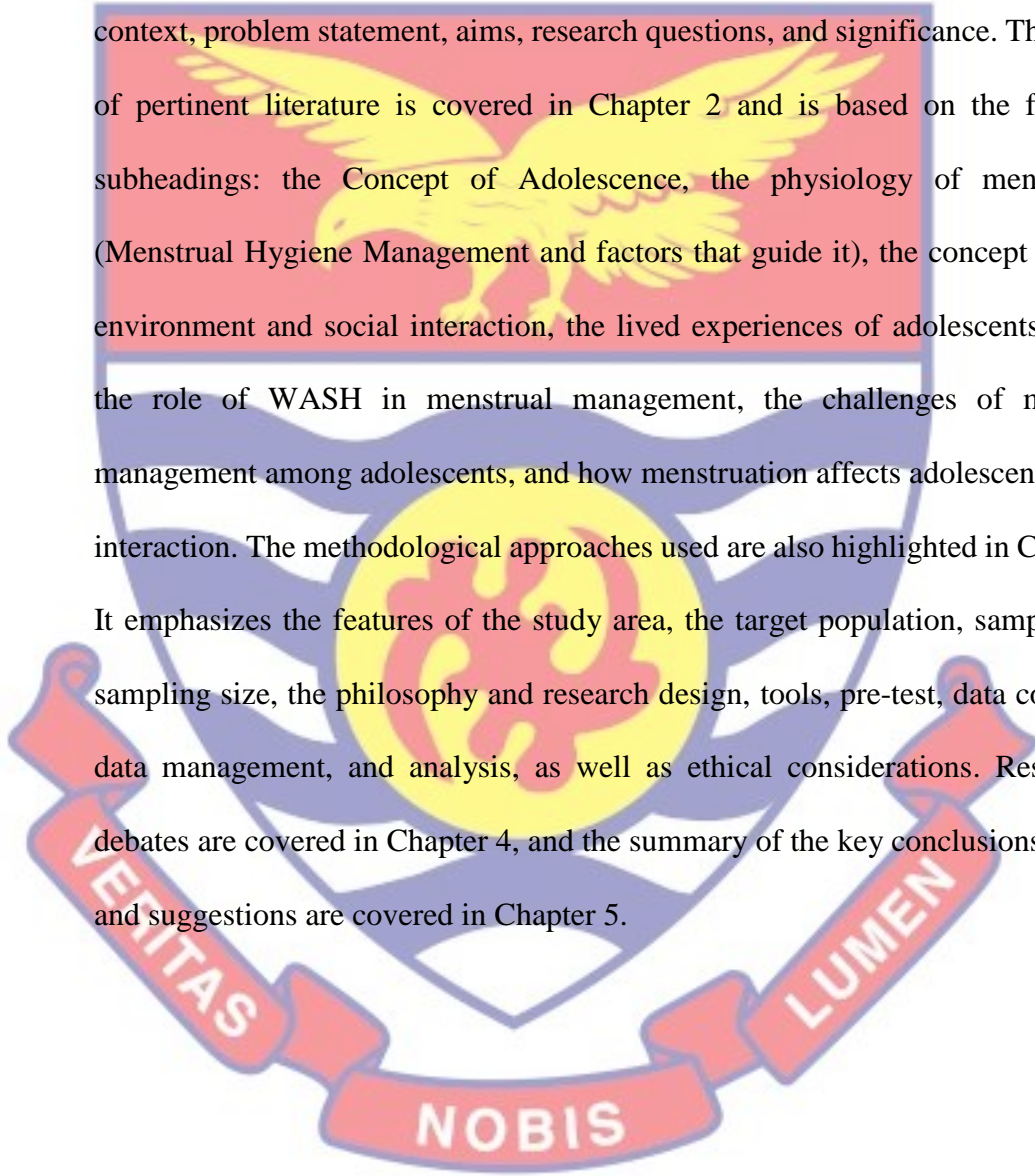 context, problem statement, aims, research questions, and significance. Th
of pertinent literature is covered in Chapter 2 and is based on the f
subheadings: the Concept of Adolescence, the physiology of men
(Menstrual Hygiene Management and factors that guide it), the concept
environment and social interaction, the lived experiences of adolescents
the role of WASH in menstrual management, the challenges of m
management among adolescents, and how menstruation affects adolescen
interaction. The methodological approaches used are also highlighted in C
It emphasizes the features of the study area, the target population, samp
sampling size, the philosophy and research design, tools, pre-test, data co
data management, and analysis, as well as ethical considerations. Res
debates are covered in Chapter 4, and the summary of the key conclusions
and suggestions are covered in Chapter 5.
VERITAS
NOBIS
LUMEN